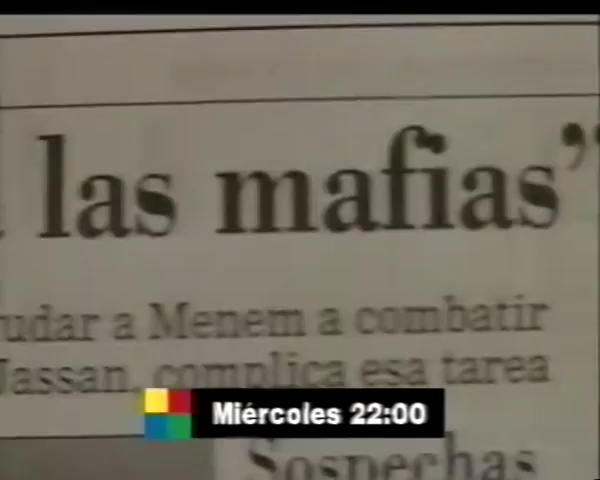 las mafias”
udar a Menem a combatir
Jassan, complica esa tarea
Miércoles 22:00
Sospechas